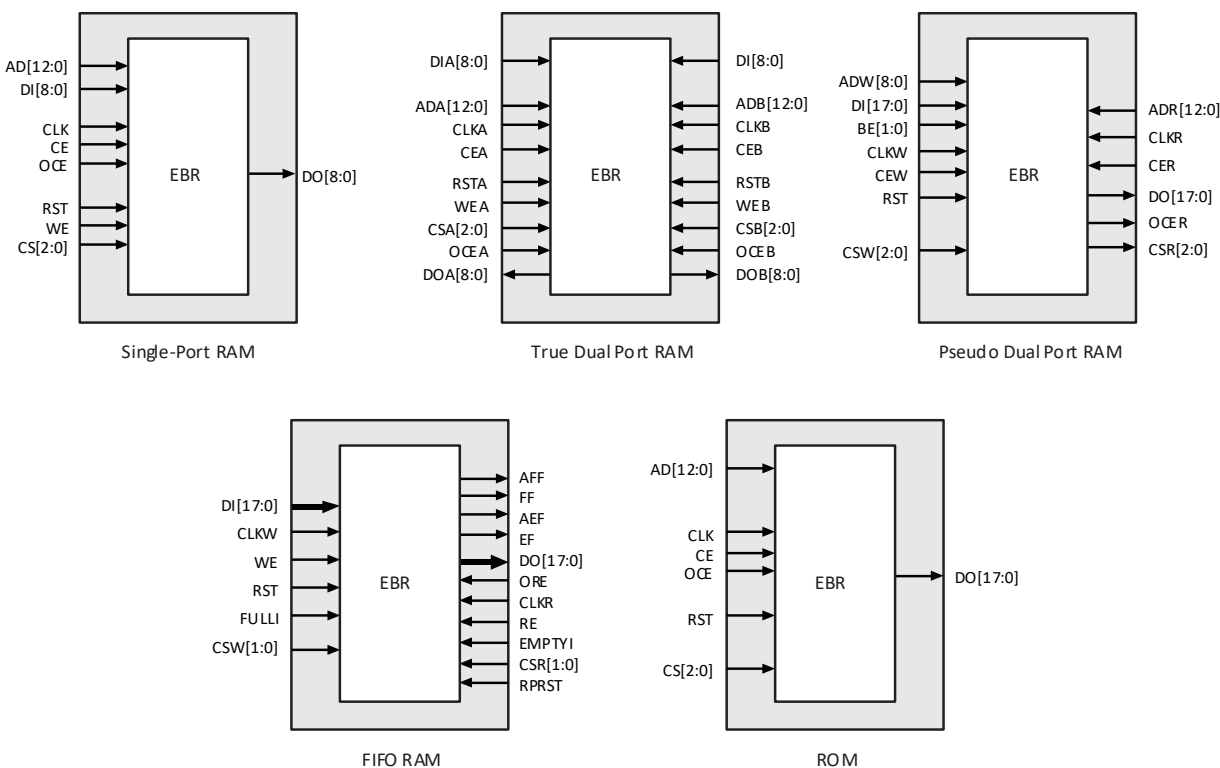 AD[12:0]
DI[8:0]
CLK
CE
OCE
RST
WE
CS[2:0]
EBR
DO[8:0]
Single-Port RAM
DIA[8:0]
ADA[12:0]
CLKA
CEA
RSTA
WEA
CSA[2:0]
OCEA
DOA[8:0]
EBR
DI[8:0]
ADB[12:0]
CLKB
CEB
RSTB
WEB
CSB[2:0]
OCEB
DOB[8:0]
True Dual Port RAM
ADW[8:0]
DI[17:0]
BE[1:0]
CLKW
CEW
RST
CSW[2:0]
EBR
ADR[12:0]
CLKR
CER
DO[17:0]
OCER
CSR[2:0]
Pseudo Dual Port RAM
DI[17:0]
CLKW
WE
RST
FULLI
CSW[1:0]
EBR
AFF
FF
AEF
EF
DO[17:0]
ORE
CLKR
RE
EMPTYI
CSR[1:0]
RPRST
FIFO RAM
AD[12:0]
CLK
CE
OCE
RST
CS[2:0]
EBR
DO[17:0]
ROM